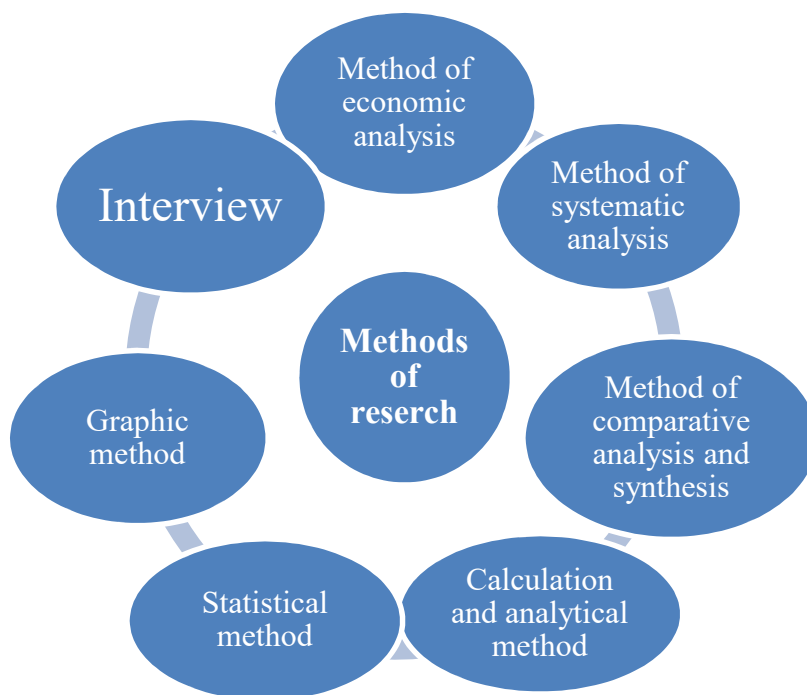 Method of
economic
analysis
Method of
systematic
analysis
Method of
comparative
analysis and
synthesis
Calculation
and analytical
method
Statistical
method
Graphic
method
Interview
Methods
of
reserch